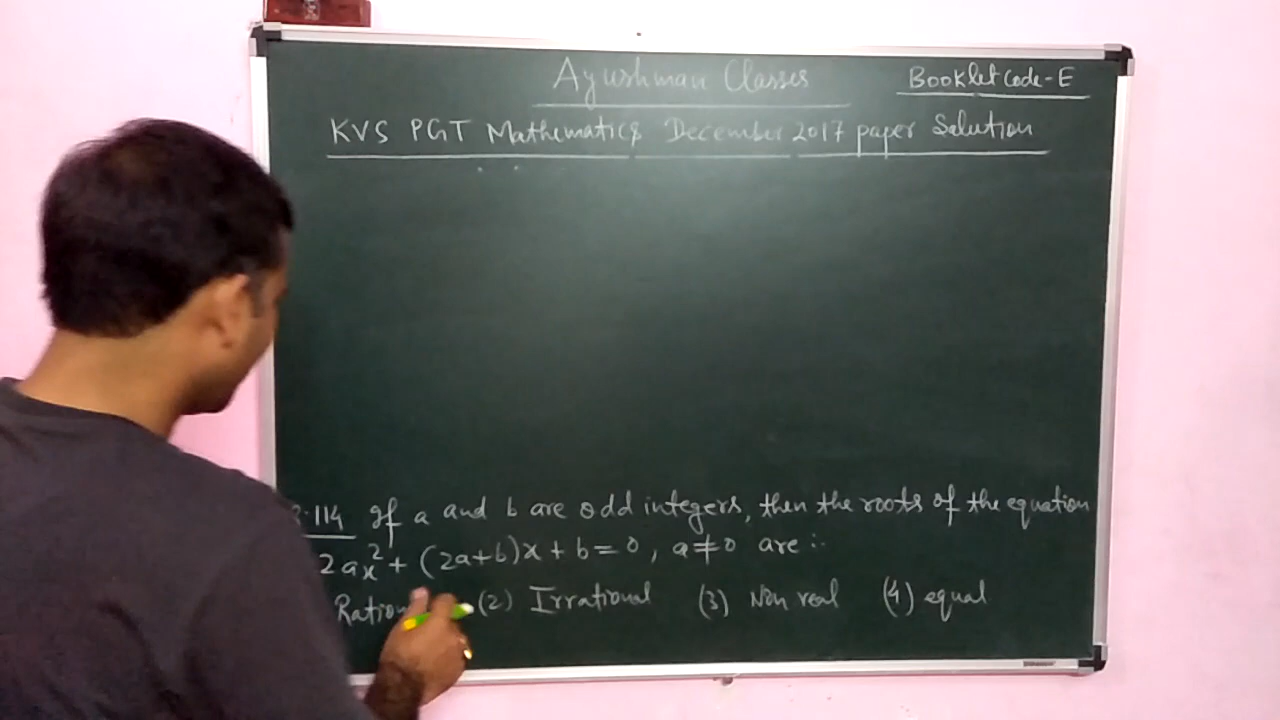 Ayushman Classes
Booklet Code - E
KVS PGT Mathematics December 2017 paper Solution
114 If a and b are odd integers, then the roots of the equation
2ax² + (2a+b)x + b = 0, a ≠ 0 are :-
(2) Irrational (3) Non real (4) equal